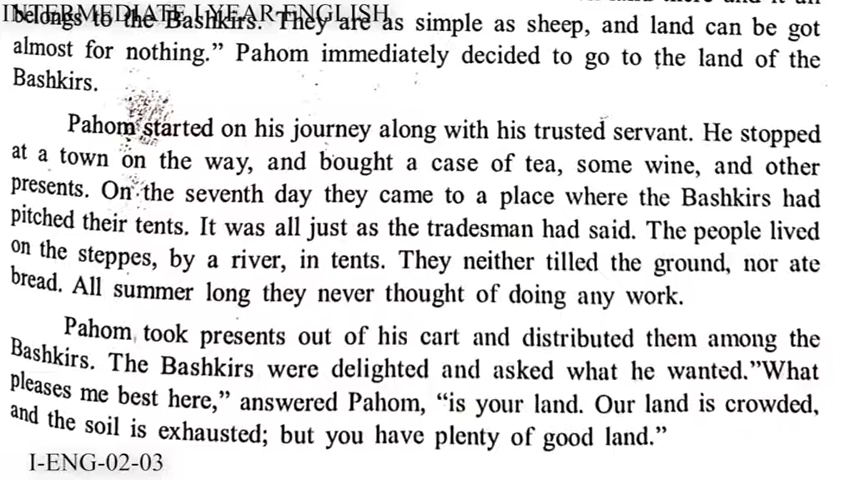 INTERMEDIATE I YEAR ENGLISH
belongs to the Bashkirs. They are as simple as sheep, and land can be got
almost for nothing.” Pahom immediately decided to go to the land of the
Bashkirs.
Pahom started on his journey along with his trusted servant. He stopped
at a town on the way, and bought a case of tea, some wine, and other
presents. On the seventh day they came to a place where the Bashkirs had
pitched their tents. It was all just as the tradesman had said. The people lived
on the steppes, by a river, in tents. They neither tilled the ground, nor ate
bread. All summer long they never thought of doing any work.
Pahom took presents out of his cart and distributed them among the
Bashkirs. The Bashkirs were delighted and asked what he wanted.”What
pleases me best here,” answered Pahom, “is your land. Our land is crowded,
and the soil is exhausted; but you have plenty of good land.”
I-ENG-02-03